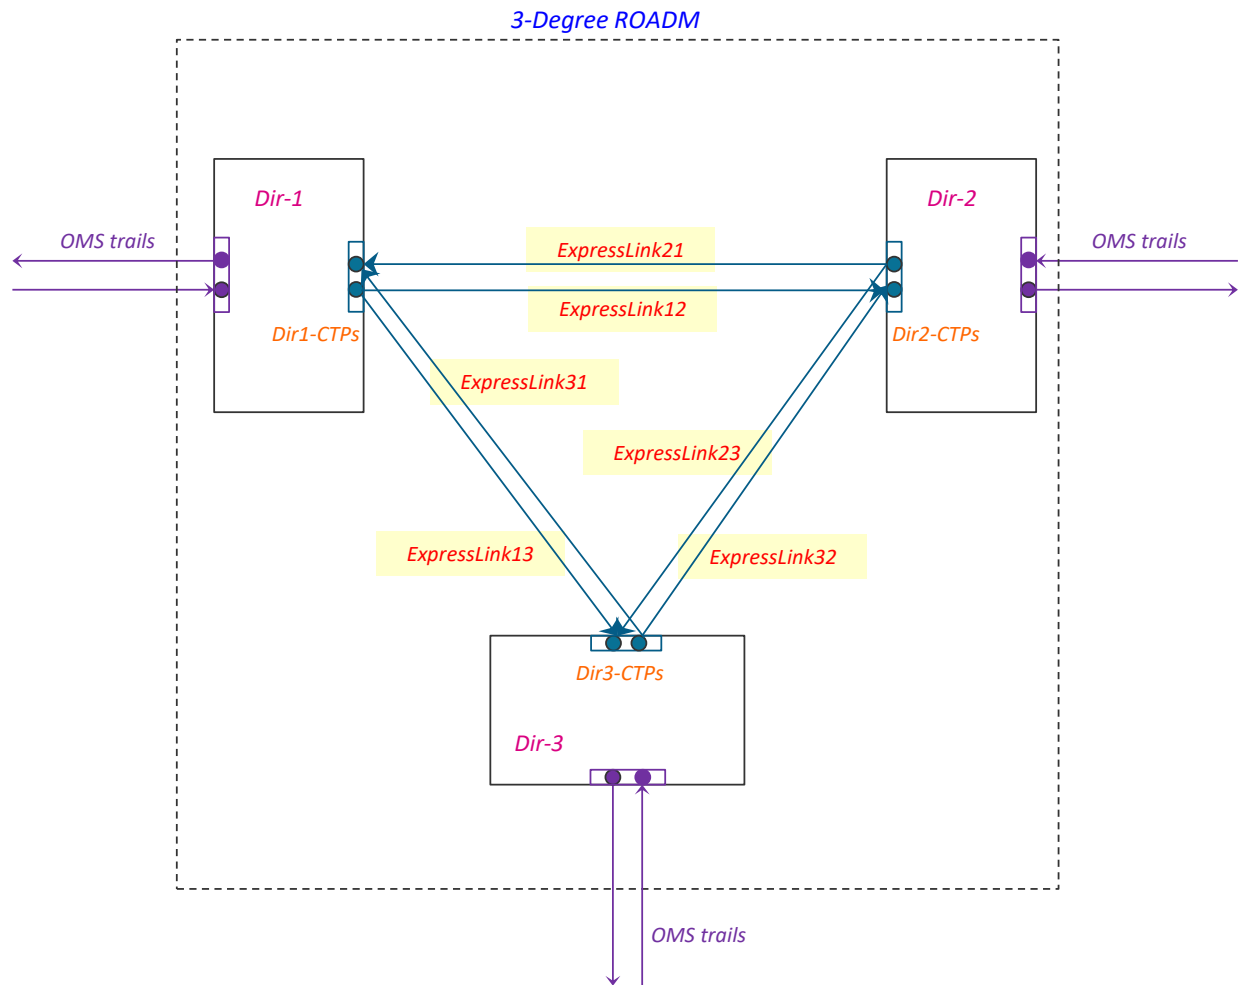 3-Degree ROADM
Dir-1
Dir-2
OMS trails
ExpressLink21
OMS trails
ExpressLink12
Dir1-CTPs
Dir2-CTPs
ExpressLink31
ExpressLink23
ExpressLink13
ExpressLink32
Dir3-CTPs
Dir-3
OMS trails